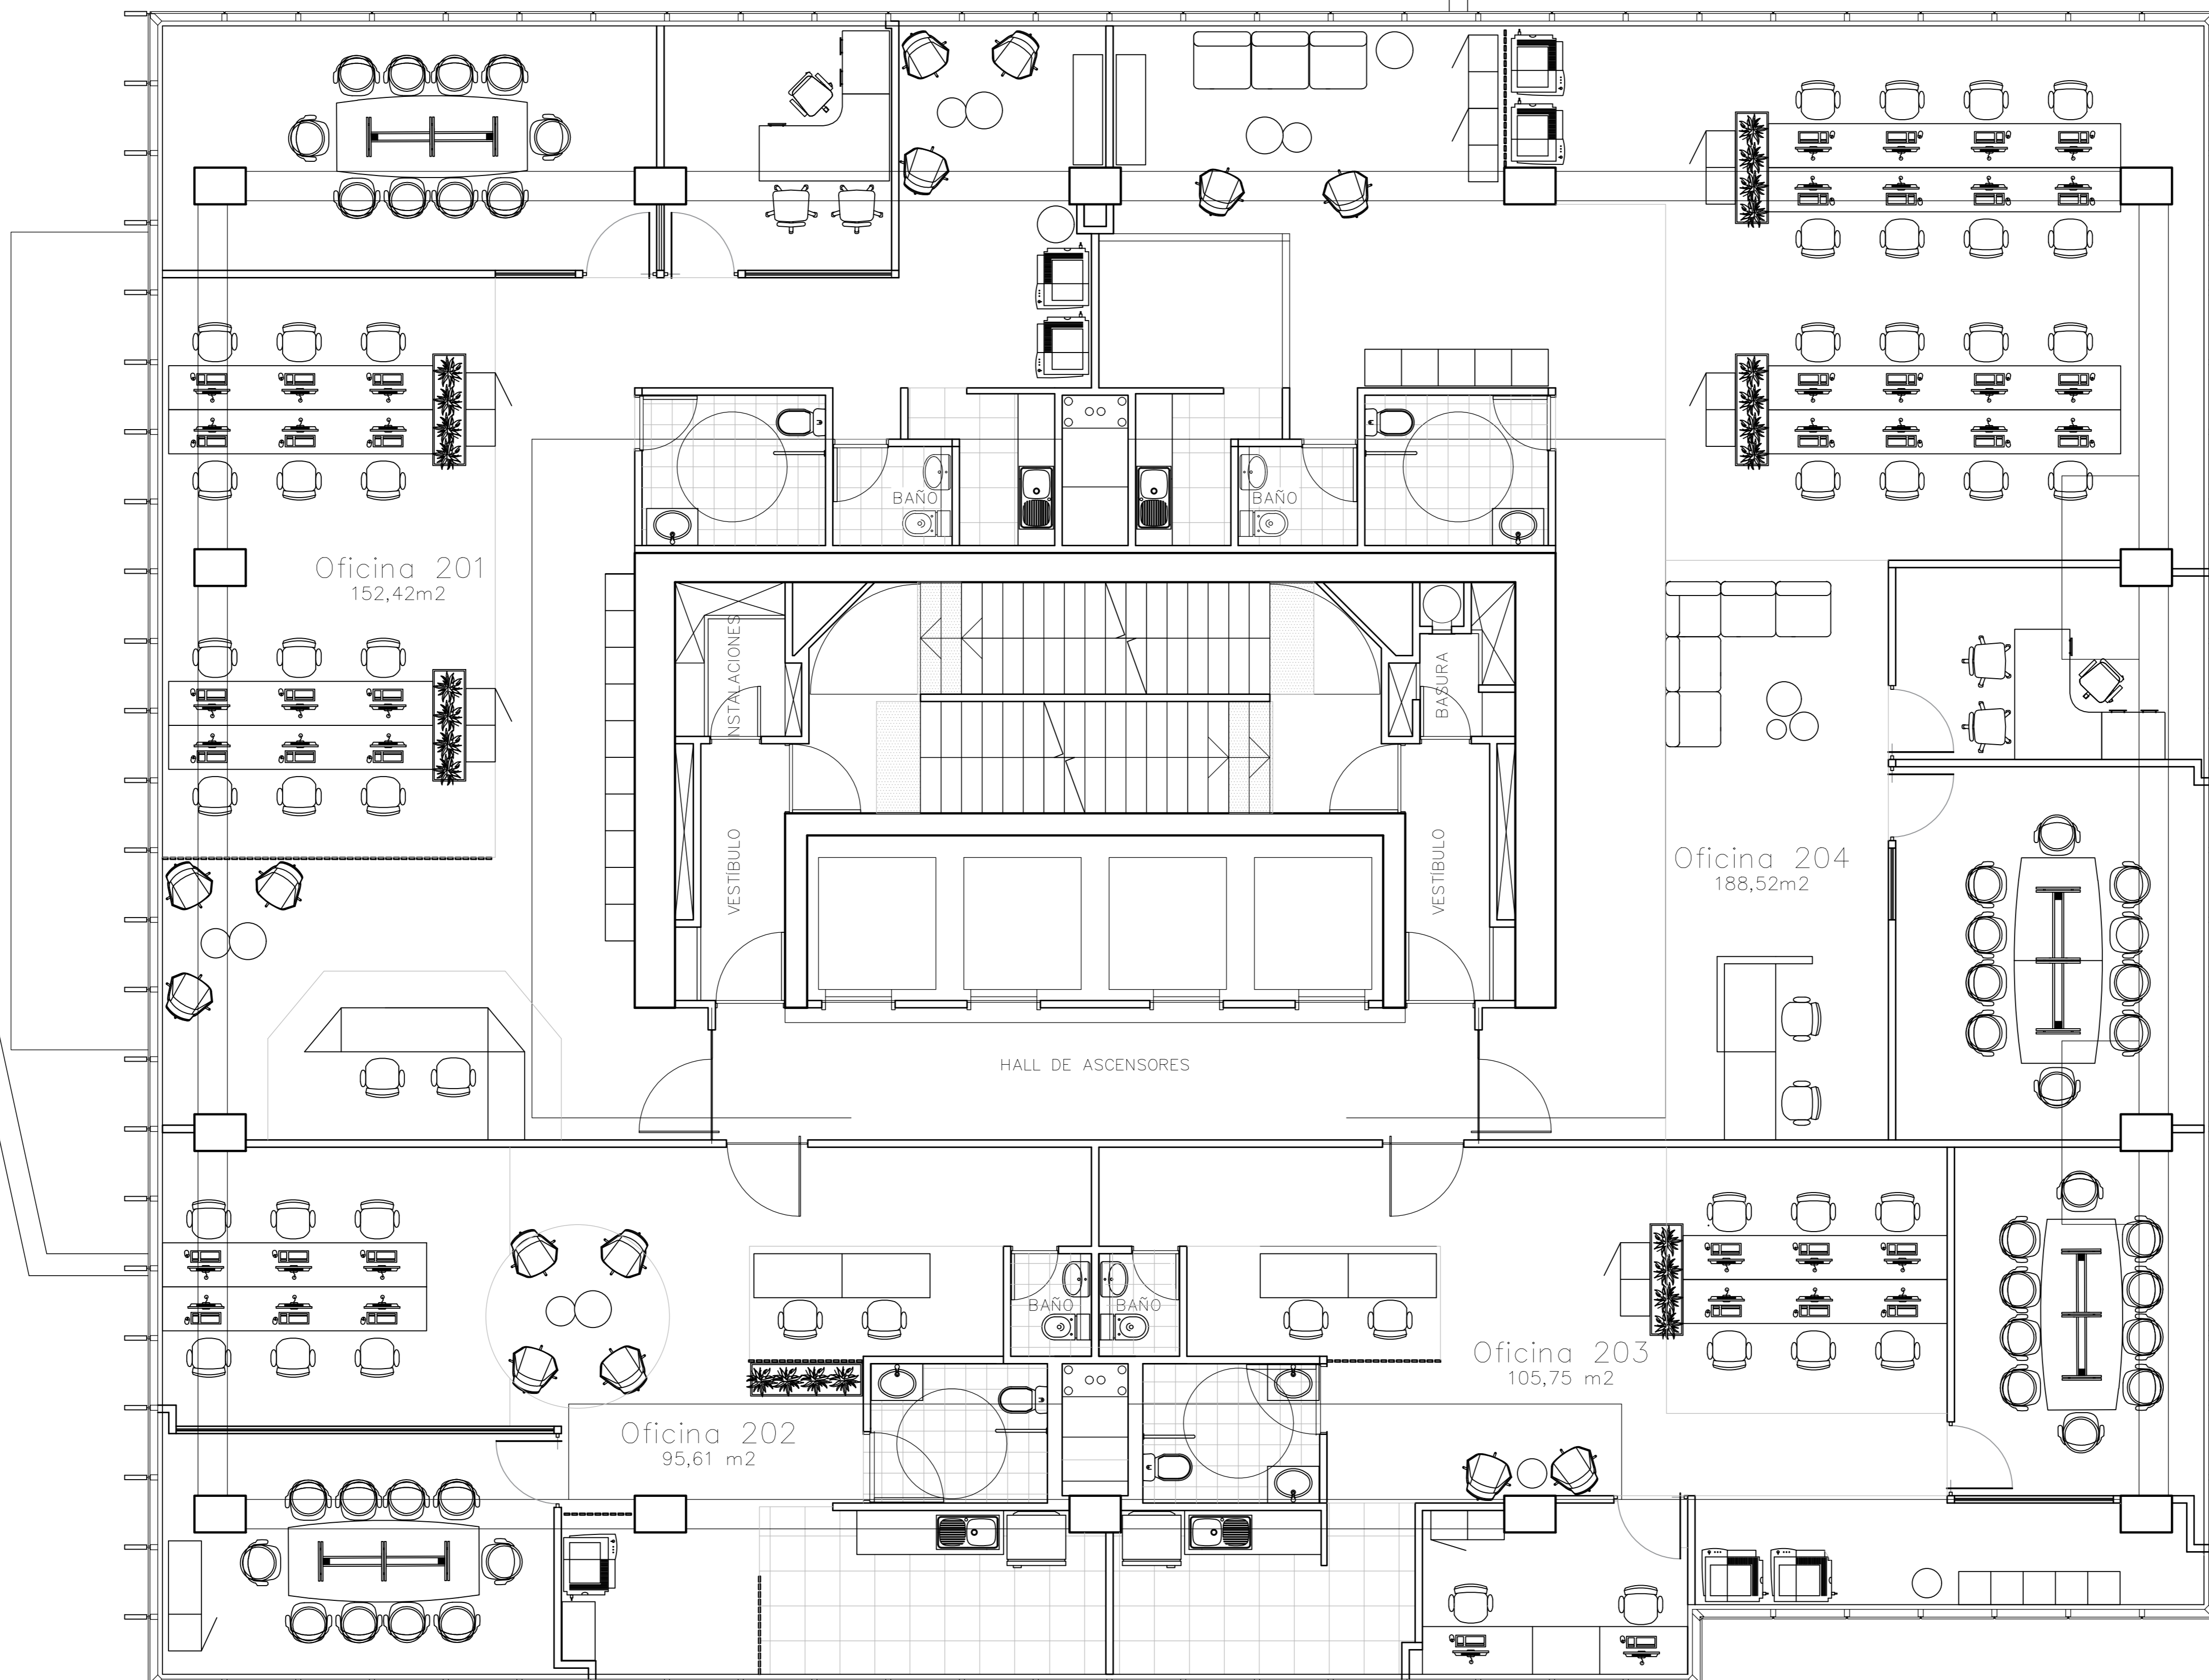 BAÑO
BAÑO
Oficina 201
152,42m2
INSTALACIONES
BASURA
VESTÍBULO
VESTÍBULO
Oficina 204
188,52m2
HALL DE ASCENSORES
BAÑO
BAÑO
Oficina 203
105,75 m2
Oficina 202
95,61 m2